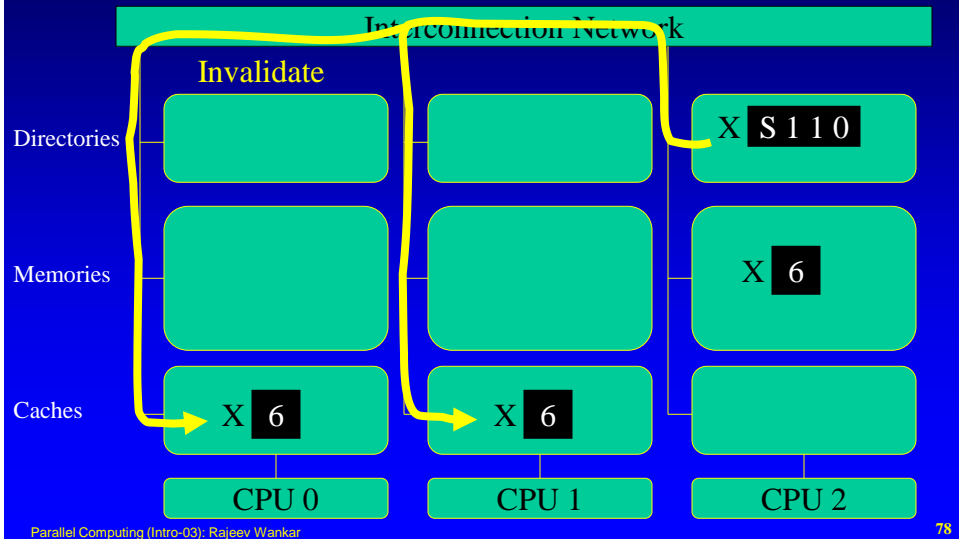 Interconnection Network
Invalidate
Directories
X S 1 1 0
Memories
X 6
Caches
X 6
X 6
CPU 0
CPU 1
CPU 2
Parallel Computing (Intro-03): Rajeev Wankar
78